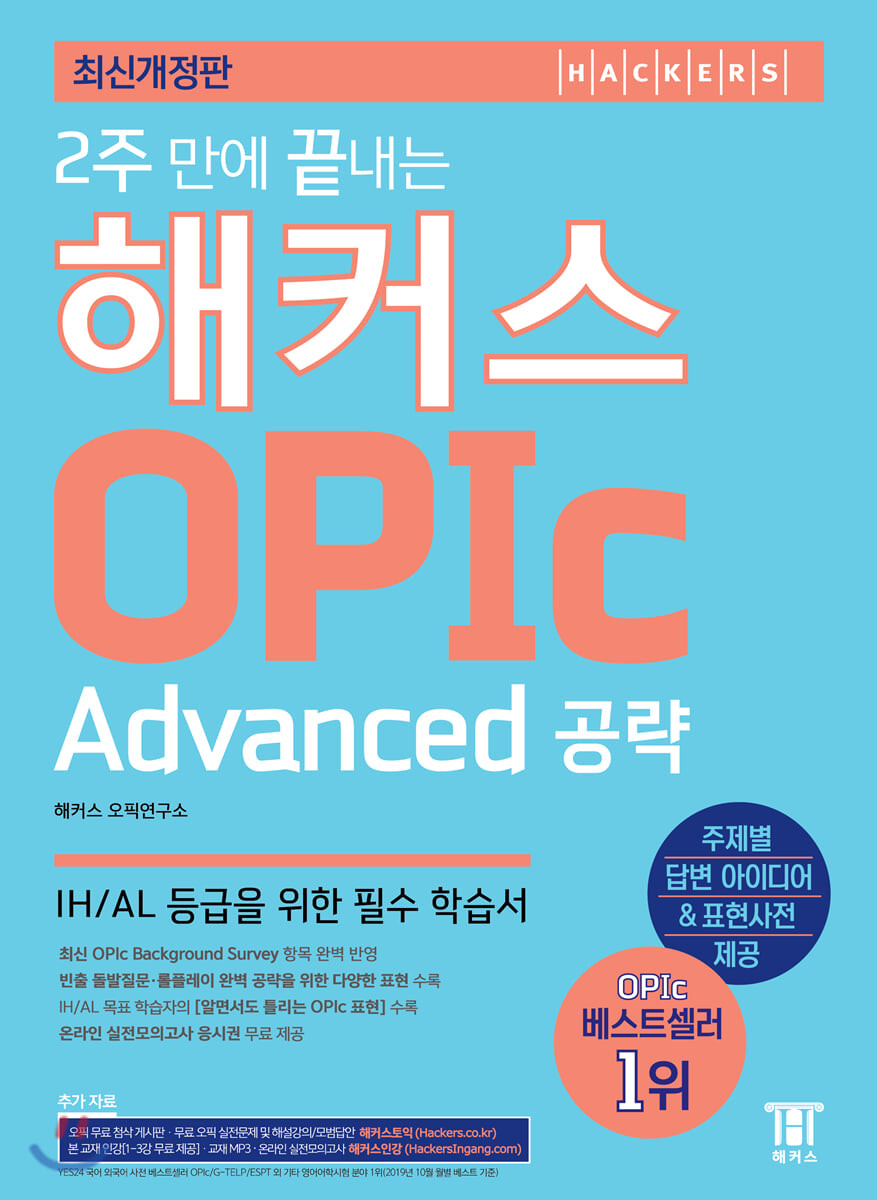 최신개정판
HACKERS
2주 만에 끝내는
해커스
OPIc
Advanced 공략
해커스 오픽연구소
주제별
답변 아이디어
& 표현사전
제공
IH/AL 등급을 위한 필수 학습서
최신 OPIc Background Survey 항목 완벽 반영
빈출 돌발질문·롤플레이 완벽 공략을 위한 다양한 표현 수록
IH/AL 목표 학습자의 [알면서도 틀리는 OPIc 표현] 수록
온라인 실전모의고사 응시권 무료 제공
OPIc
베스트셀러
1위
추가 자료
오픽 무료 첨삭 게시판 · 무료 오픽 실전문제 및 해설강의/모범답안 해커스토익 (Hackers.co.kr)
본 교재 인강[1-3강 무료 제공] · 교재 MP3 · 온라인 실전모의고사 해커스인강 (HackersIngang.com)
YES24 국어 외국어 사전 베스트셀러 OPIc/G-TELP/ESPT 외 기타 영어어학시험 분야 1위(2019년 10월 월별 베스트 기준)
해커스